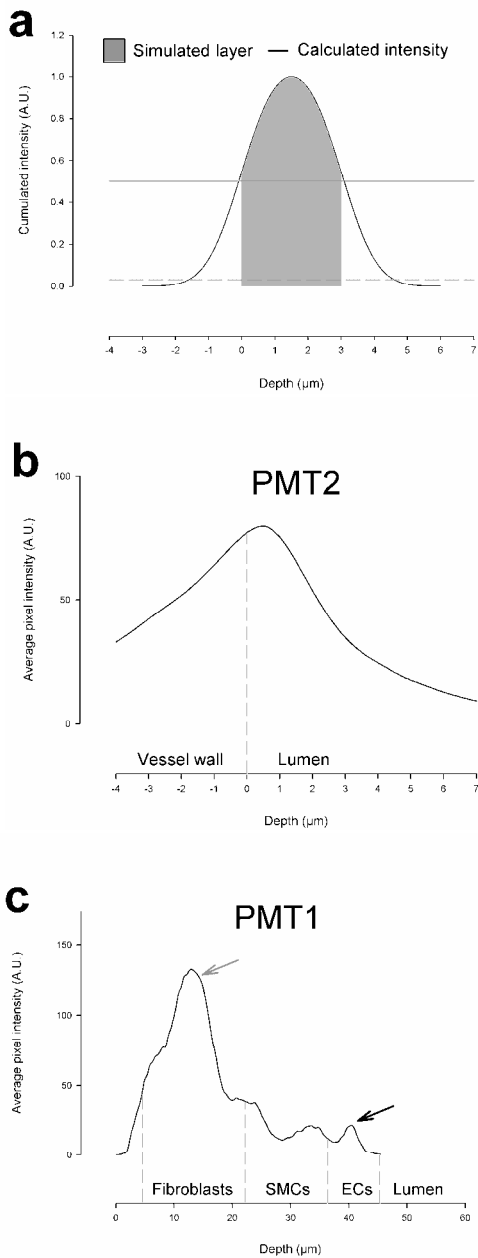 a
Simulated layer
Calculated intensity
Cumulated intensity (A.U.)
1.2
1.0
0.8
0.6
0.4
0.2
0.0
-4 -3 -2 -1 0 1 2 3 4 5 6 7
Depth (µm)
b
PMT2
Average pixel intensity (A.U.)
100
50
0
Vessel wall
Lumen
-4 -3 -2 -1 0 1 2 3 4 5 6 7
Depth (µm)
c
PMT1
Average pixel intensity (A.U.)
150
100
50
0
Fibroblasts SMCs ECs Lumen
0 10 20 30 40 50 60
Depth (µm)